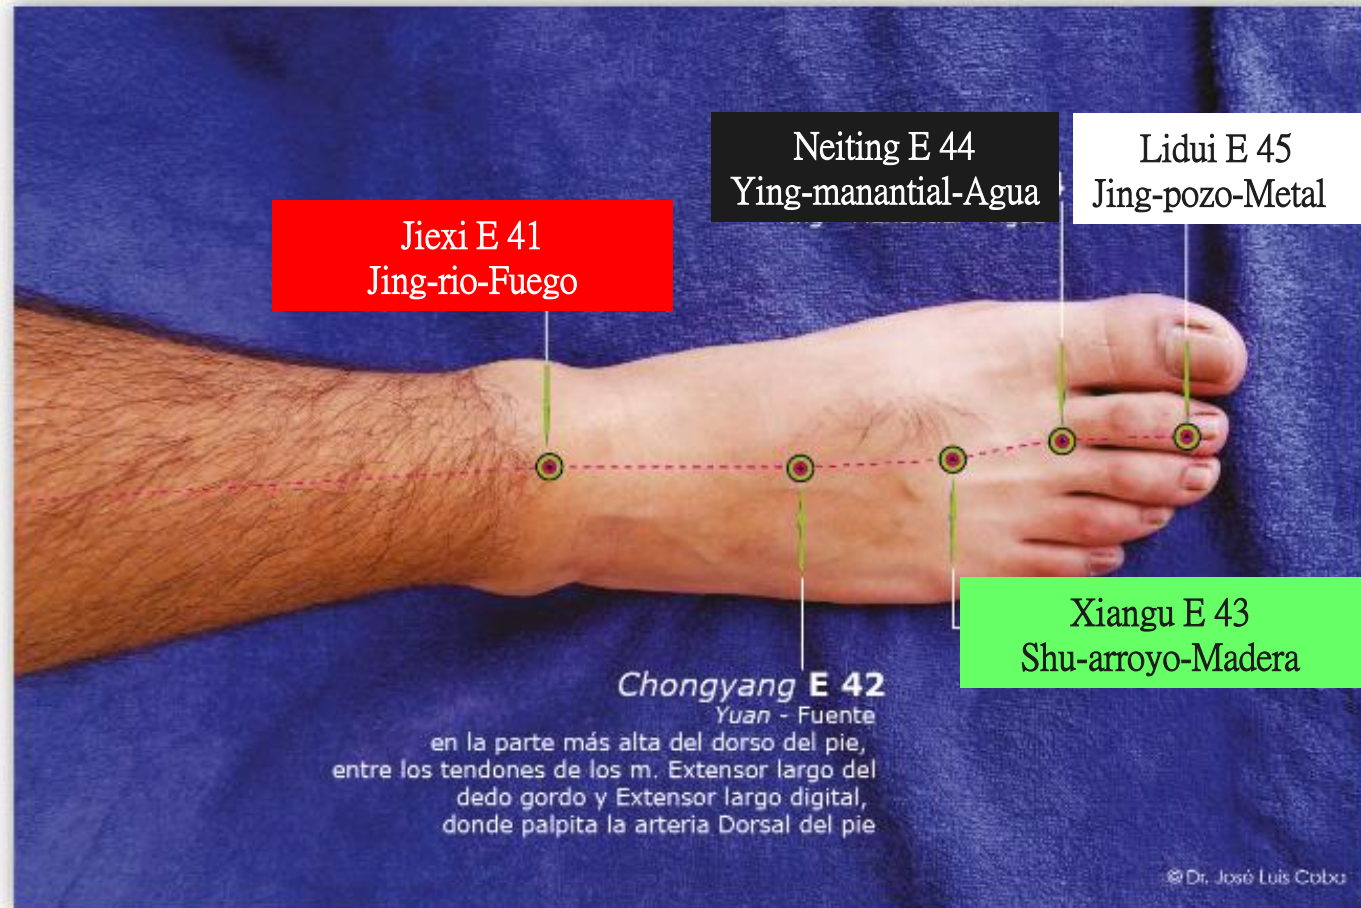 Neiting E 44
Ying-manantial-Agua
Lidui E 45
Jing-pozo-Metal
Jiexi E 41
Jing-rio-Fuego
Xiangu E 43
Shu-arroyo-Madera
Chongyang E 42
Yuan - Fuente
en la parte más alta del dorso del pie,
entre los tendones de los m. Extensor largo del
dedo gordo y Extensor largo digital,
donde palpita la arteria Dorsal del pie
© Dr. José Luis Coba